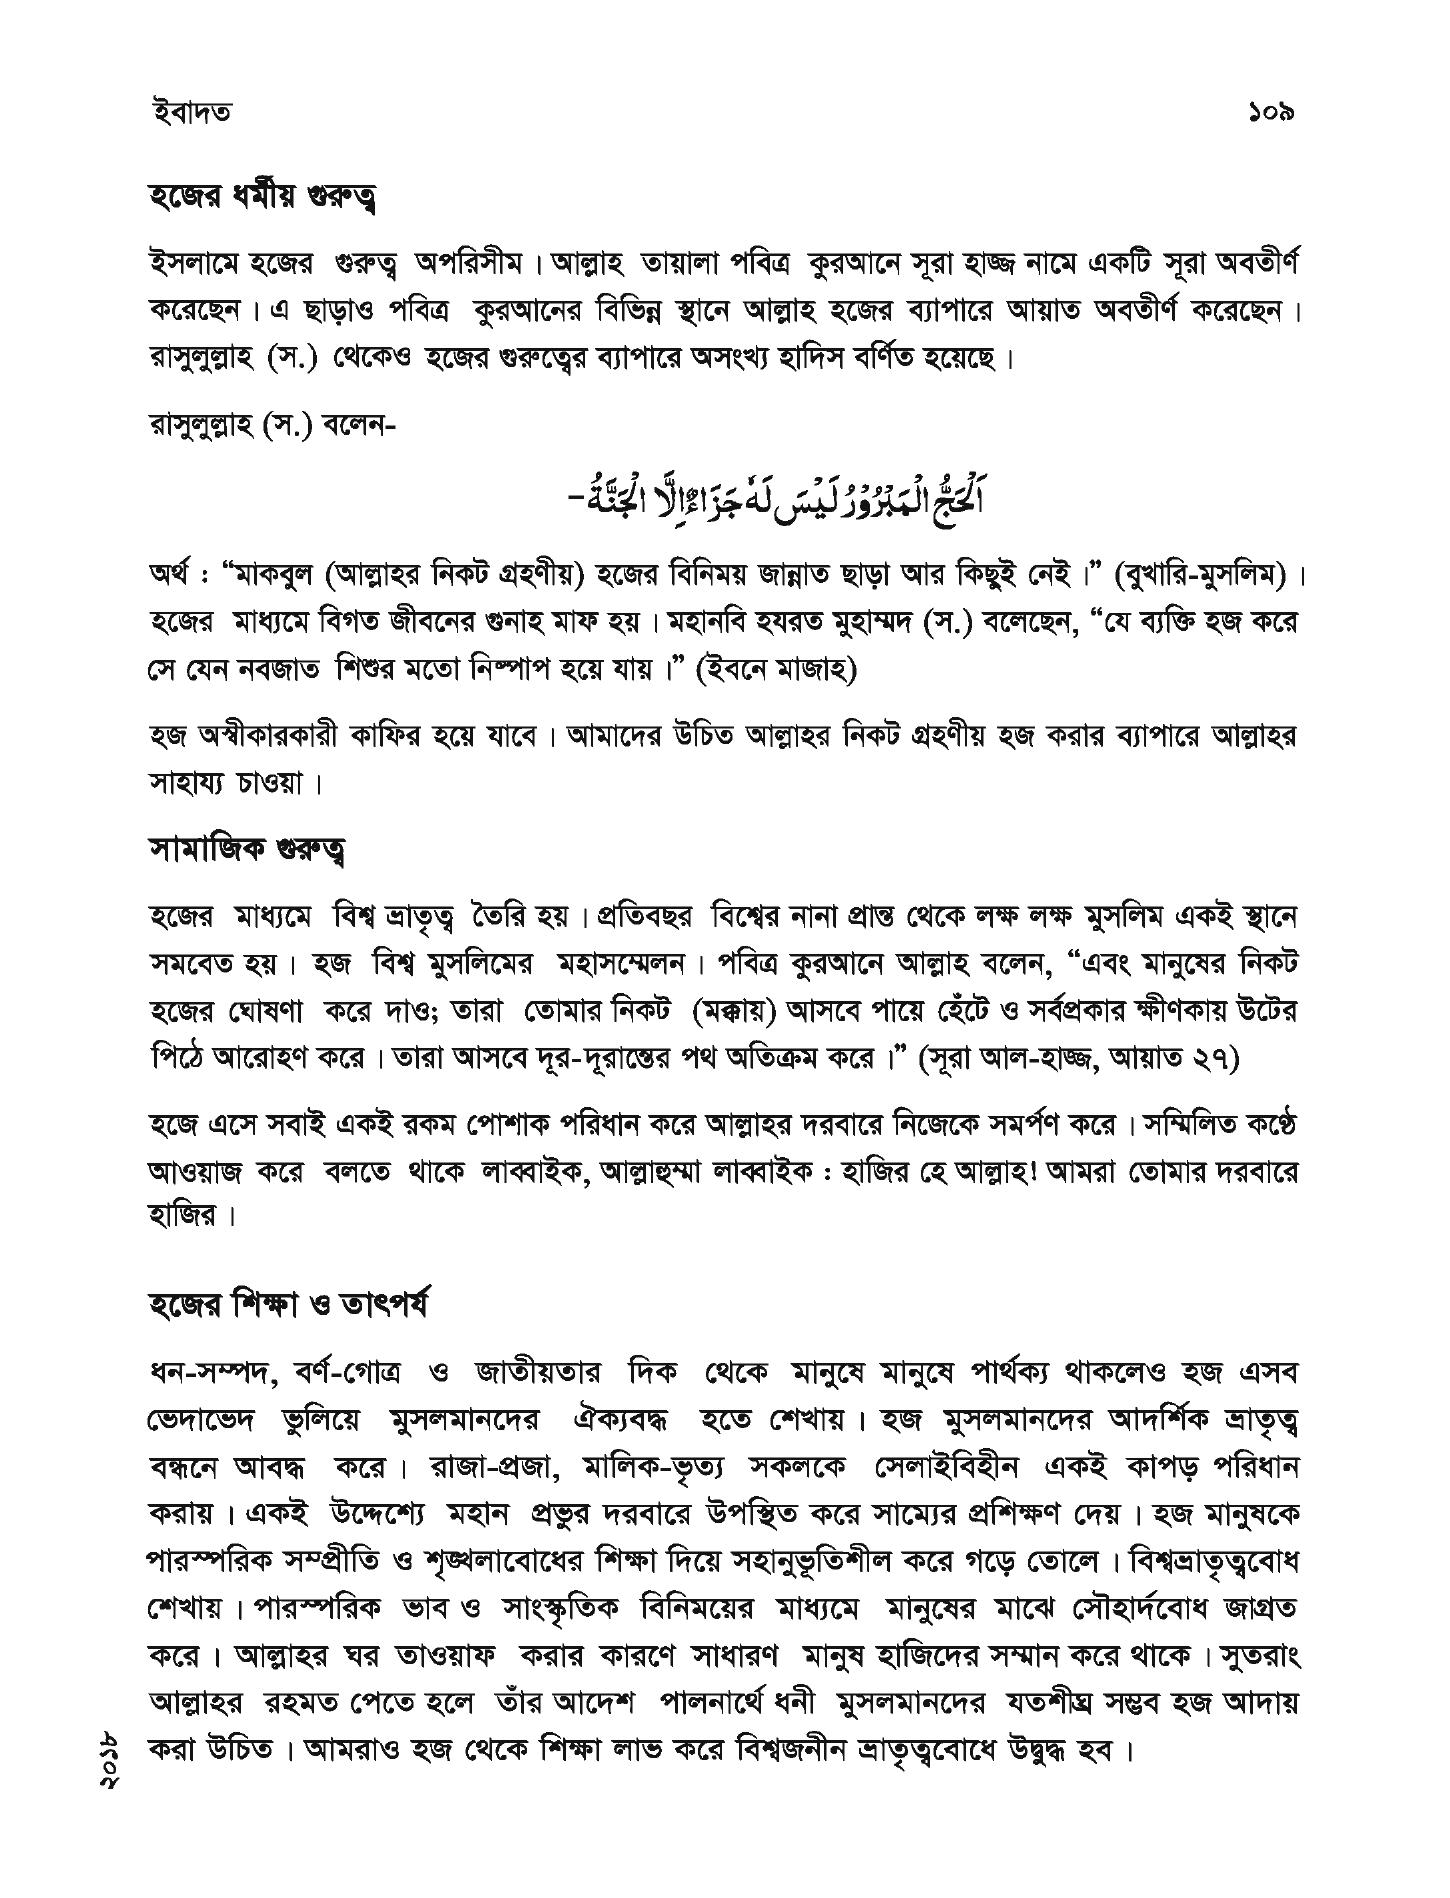 ইবাদত ১০৯
হজের ধর্মীয় গুরুত্ব
ইসলামে হজের গুরুত্ব অপরিসীম। আল্লাহ তায়ালা পবিত্র কুরআনে সূরা হাজ্জ নামে একটি সূরা অবতীর্ণ
করেছেন। এ ছাড়াও পবিত্র কুরআনের বিভিন্ন স্থানে আল্লাহ হজের ব্যাপারে আয়াত অবতীর্ণ করেছেন।
রাসুলুল্লাহ (স.) থেকেও হজের গুরুত্বের ব্যাপারে অসংখ্য হাদিস বর্ণিত হয়েছে।
রাসুলুল্লাহ (স.) বলেন-
اَلْحَجُّ الْمَبْرُوْرُ لَيْسَ لَهٗ جَزَاءٌ اِلَّا الْجَنَّةُ-
অর্থ : “মাকবুল (আল্লাহর নিকট গ্রহণীয়) হজের বিনিময় জান্নাত ছাড়া আর কিছুই নেই।” (বুখারি-মুসলিম)।
হজের মাধ্যমে বিগত জীবনের গুনাহ মাফ হয়। মহানবি হযরত মুহাম্মদ (স.) বলেছেন, “যে ব্যক্তি হজ করে
সে যেন নবজাত শিশুর মতো নিষ্পাপ হয়ে যায়।” (ইবনে মাজাহ)
হজ অস্বীকারকারী কাফির হয়ে যাবে। আমাদের উচিত আল্লাহর নিকট গ্রহণীয় হজ করার ব্যাপারে আল্লাহর
সাহায্য চাওয়া।
সামাজিক গুরুত্ব
হজের মাধ্যমে বিশ্ব ভ্রাতৃত্ব তৈরি হয়। প্রতিবছর বিশ্বের নানা প্রান্ত থেকে লক্ষ লক্ষ মুসলিম একই স্থানে
সমবেত হয়। হজ বিশ্ব মুসলিমের মহাসম্মেলন। পবিত্র কুরআনে আল্লাহ বলেন, “এবং মানুষের নিকট
হজের ঘোষণা করে দাও; তারা তোমার নিকট (মক্কায়) আসবে পায়ে হেঁটে ও সর্বপ্রকার ক্ষীণকায় উটের
পিঠে আরোহণ করে। তারা আসবে দূর-দূরান্তের পথ অতিক্রম করে।” (সূরা আল-হাজ্জ, আয়াত ২৭)
হজে এসে সবাই একই রকম পোশাক পরিধান করে আল্লাহর দরবারে নিজেকে সমর্পণ করে। সম্মিলিত কণ্ঠে
আওয়াজ করে বলতে থাকে লাব্বাইক, আল্লাহুম্মা লাব্বাইক : হাজির হে আল্লাহ! আমরা তোমার দরবারে
হাজির।
হজের শিক্ষা ও তাৎপর্য
ধন-সম্পদ, বর্ণ-গোত্র ও জাতীয়তার দিক থেকে মানুষে মানুষে পার্থক্য থাকলেও হজ এসব
ভেদাভেদ ভুলিয়ে মুসলমানদের ঐক্যবদ্ধ হতে শেখায়। হজ মুসলমানদের আদর্শিক ভ্রাতৃত্ব
বন্ধনে আবদ্ধ করে। রাজা-প্রজা, মালিক-ভৃত্য সকলকে সেলাইবিহীন একই কাপড় পরিধান
করায়। একই উদ্দেশ্যে মহান প্রভুর দরবারে উপস্থিত করে সাম্যের প্রশিক্ষণ দেয়। হজ মানুষকে
পারস্পরিক সম্প্রীতি ও শৃঙ্খলাবোধের শিক্ষা দিয়ে সহানুভূতিশীল করে গড়ে তোলে। বিশ্বভ্রাতৃত্ববোধ
শেখায়। পারস্পরিক ভাব ও সাংস্কৃতিক বিনিময়ের মাধ্যমে মানুষের মাঝে সৌহার্দবোধ জাগ্রত
করে। আল্লাহর ঘর তাওয়াফ করার কারণে সাধারণ মানুষ হাজিদের সম্মান করে থাকে। সুতরাং
আল্লাহর রহমত পেতে হলে তাঁর আদেশ পালনার্থে ধনী মুসলমানদের যতশীঘ্র সম্ভব হজ আদায়
করা উচিত। আমরাও হজ থেকে শিক্ষা লাভ করে বিশ্বজনীন ভ্রাতৃত্ববোধে উদ্বুদ্ধ হব।
২০১৮